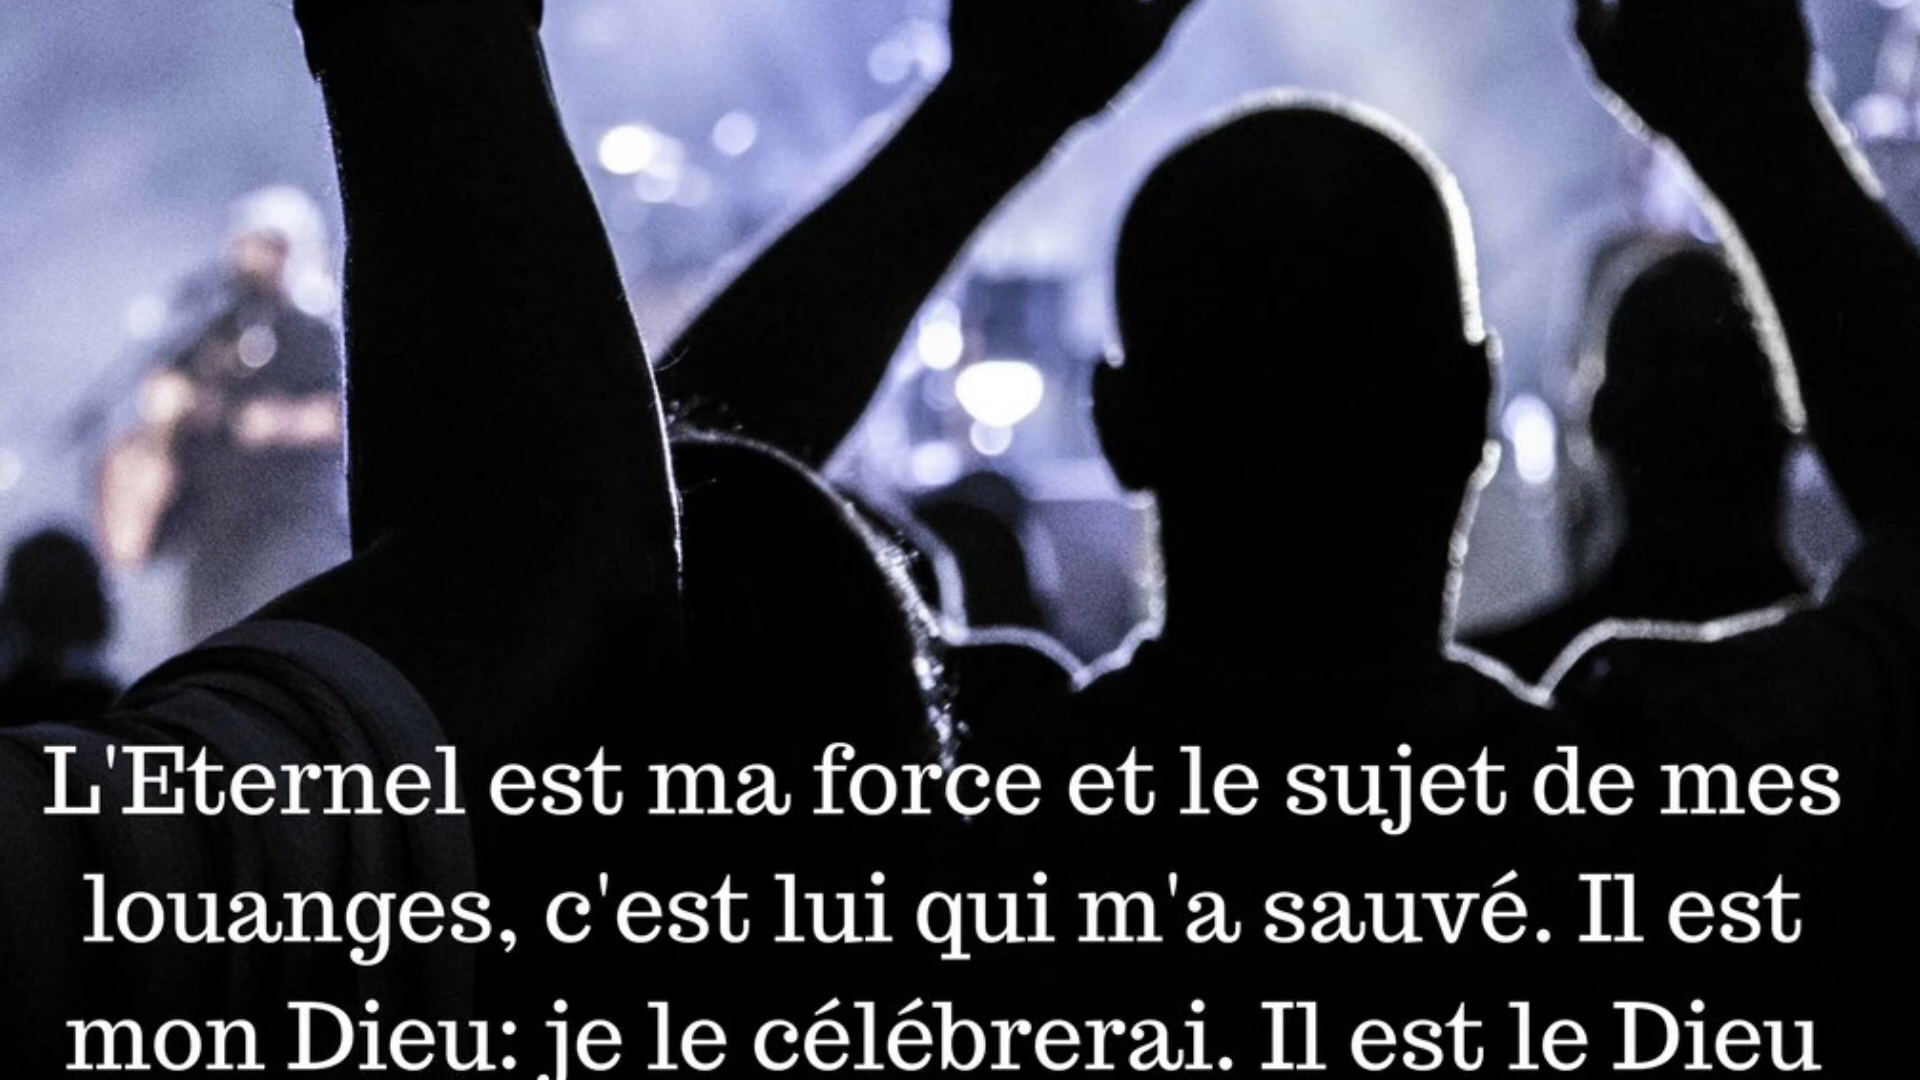 L'Eternel est ma force et le sujet de mes
louanges, c'est lui qui m'a sauvé. Il est
mon Dieu: je le célébrerai. Il est le Dieu